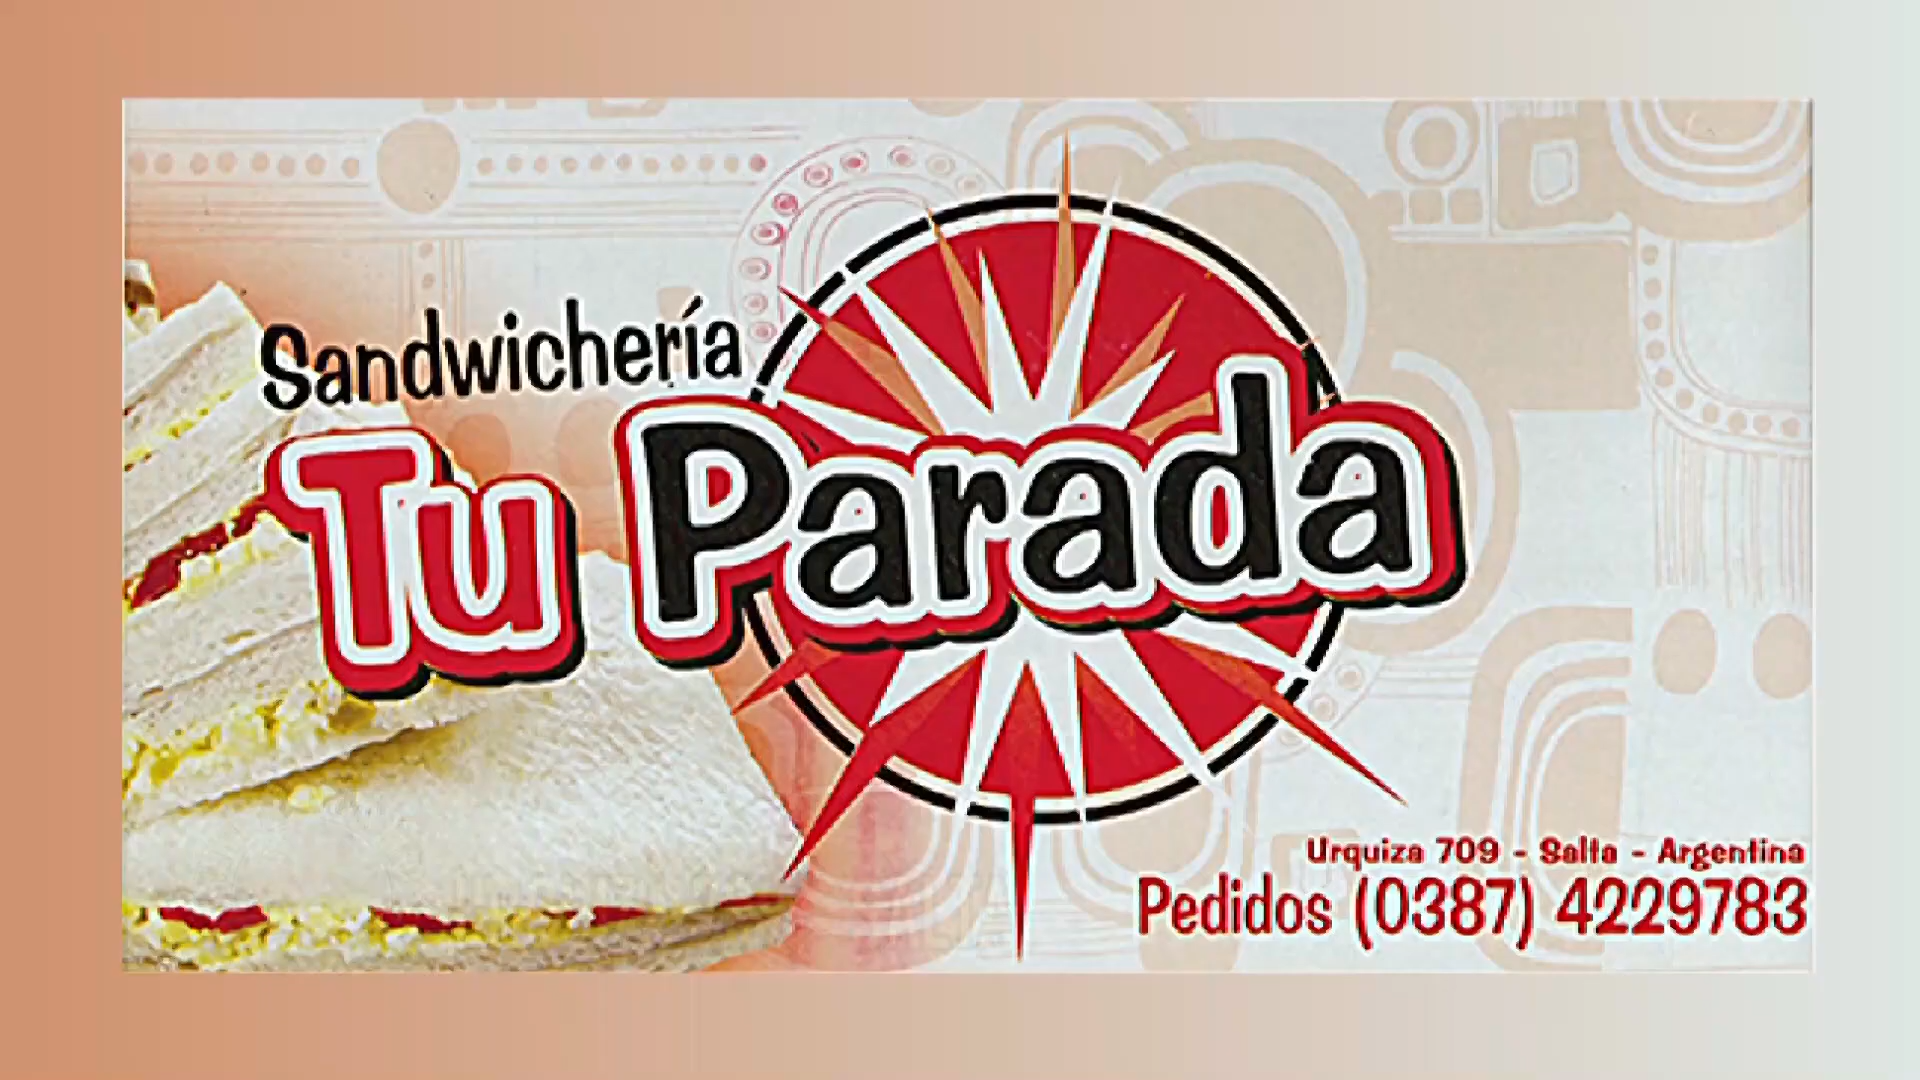 Sandwichería
Tu Parada
Urquiza 709 - Salta - Argentina
Pedidos (0387) 4229783